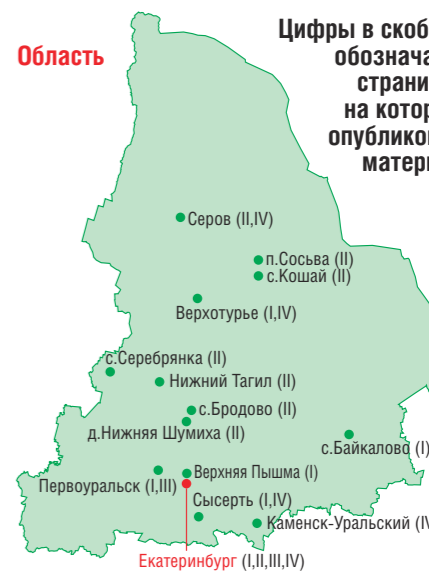 Область
Цифры в скоб
обознача
страни
на котор
опубликов
матери
Серов (II,IV)
п.Сосьва (II)
с.Кошай (II)
Верхотурье (I,IV)
с.Серебрянка (II)
Нижний Тагил (II)
с.Бродово (II)
д.Нижняя Шумиха (II)
с.Байкалово (I)
Верхняя Пышма (I)
Первоуральск (I,III)
Сысерть (I,IV)
Каменск-Уральский (IV
Екатеринбург (I,II,III,IV)